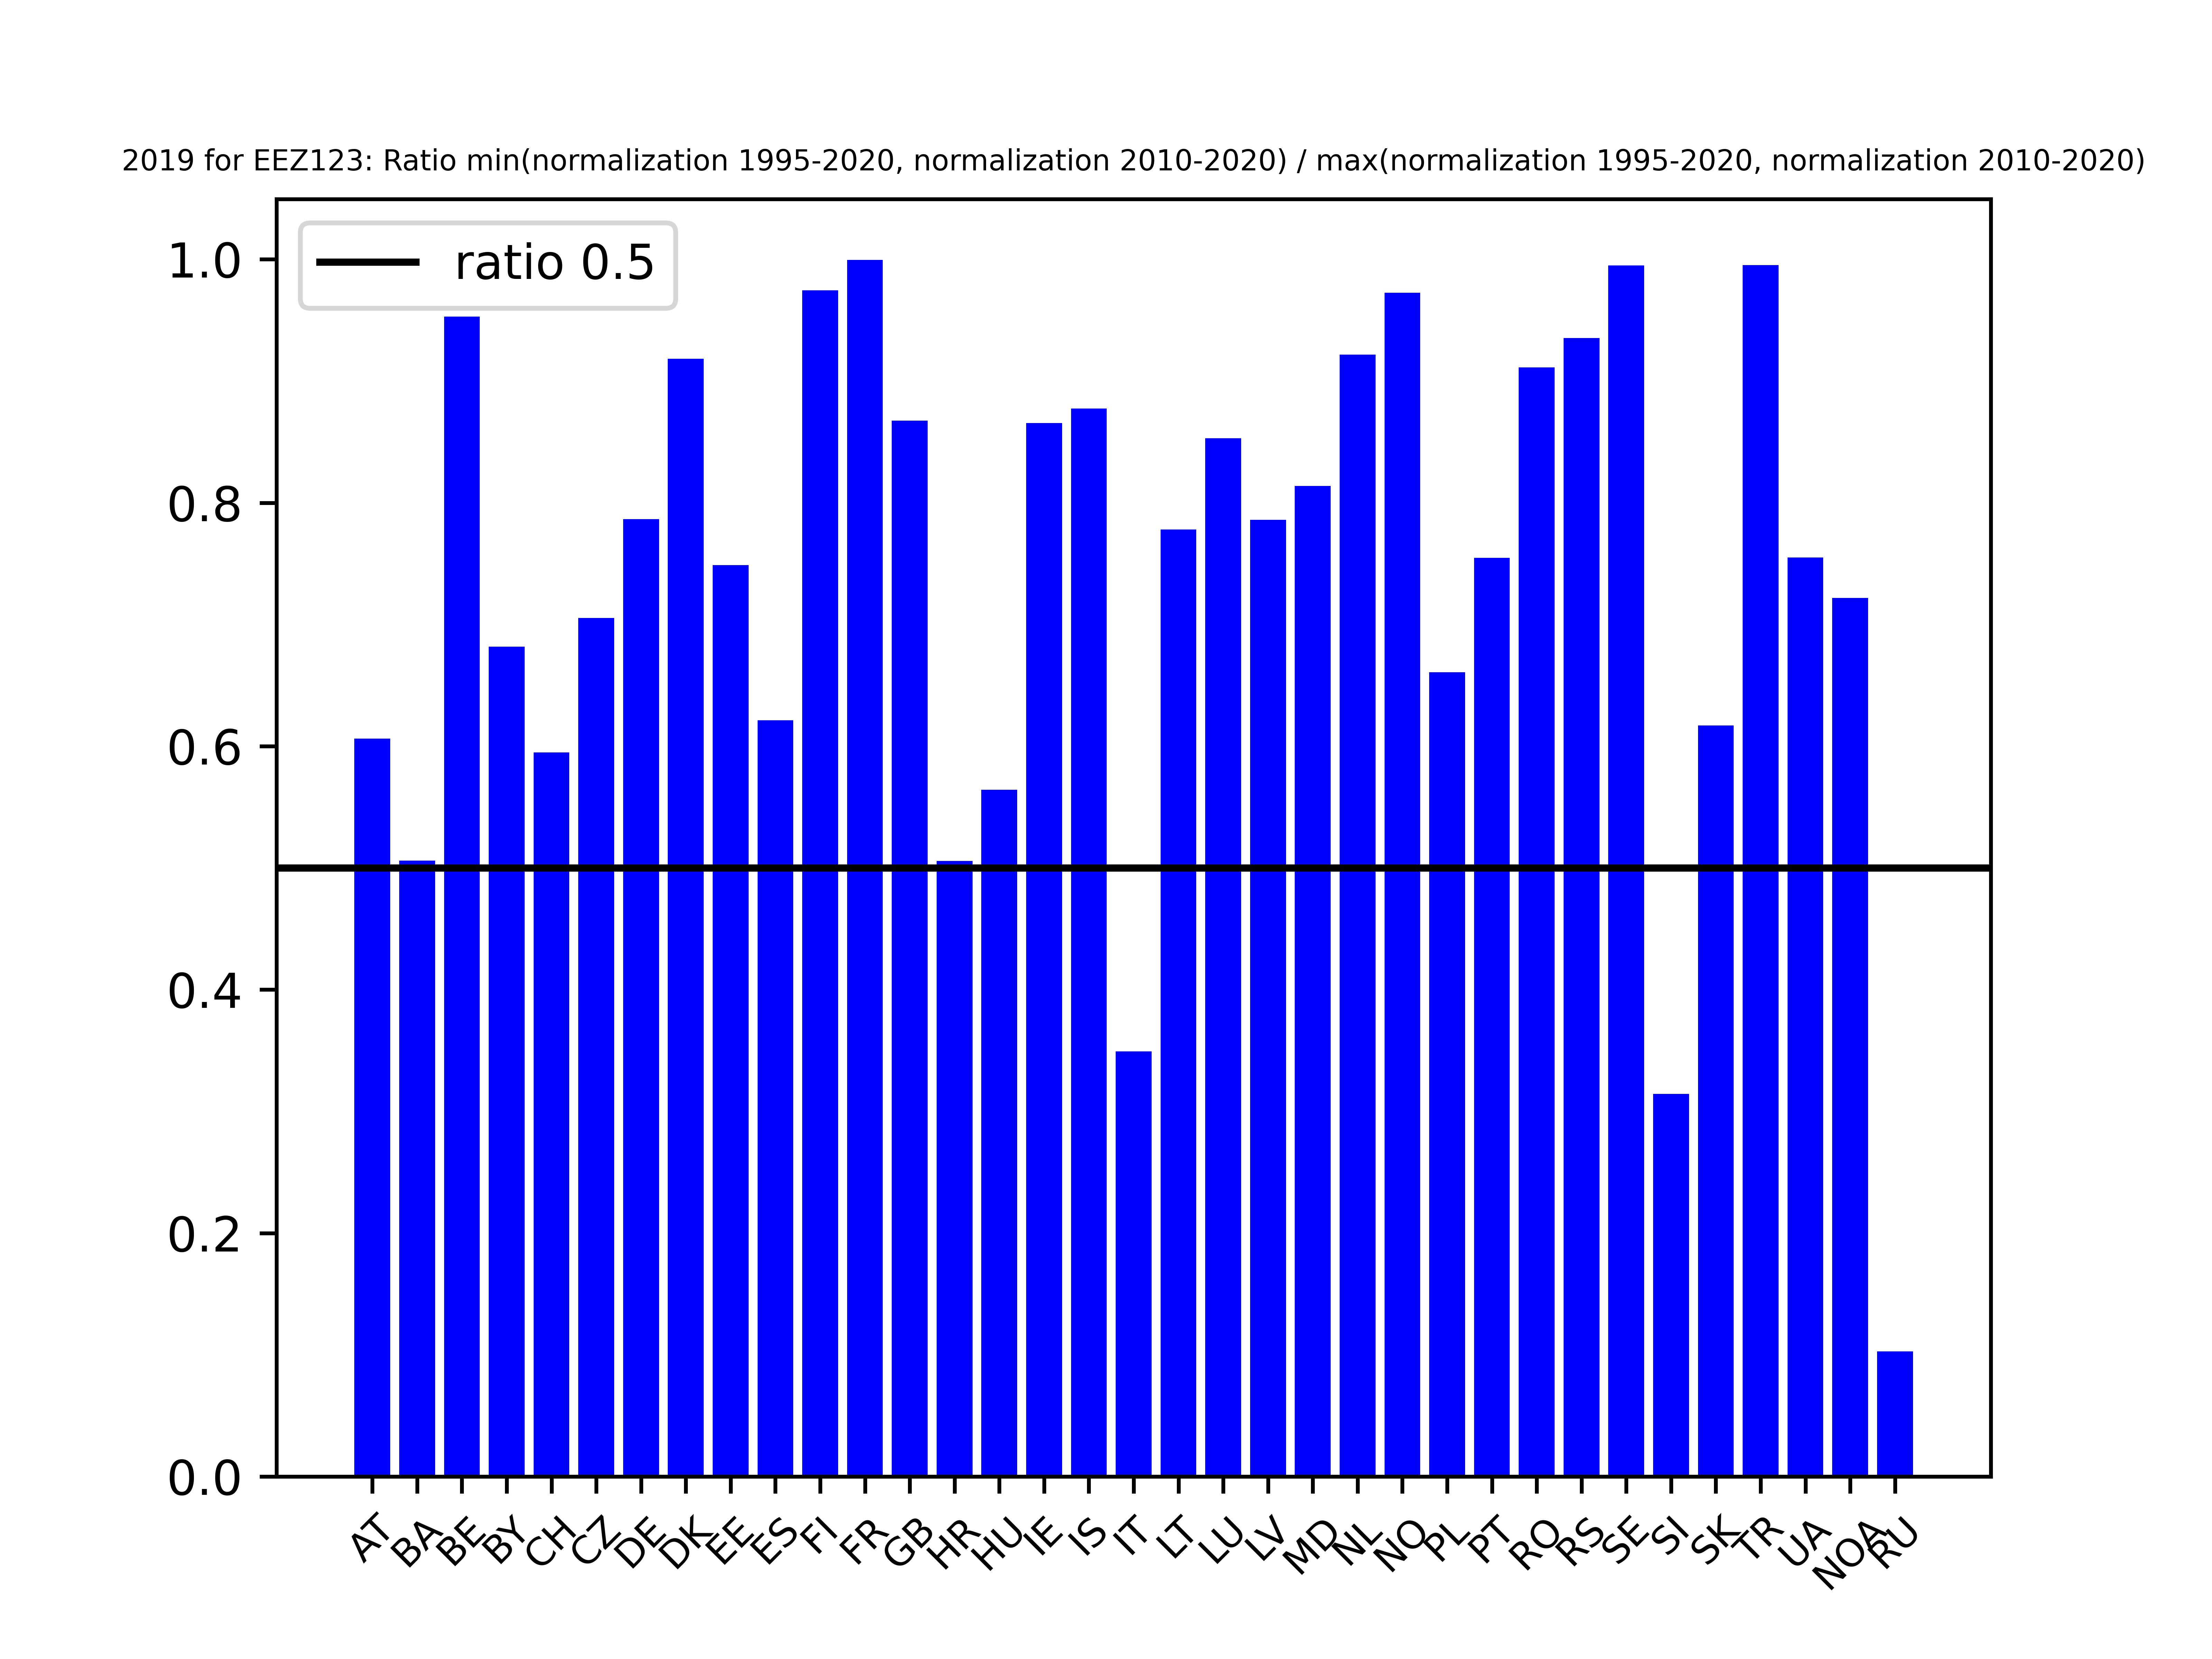 2019 for EEZ123: Ratio min(normalization 1995-2020, normalization 2010-2020) / max(normalization 1995-2020, normalization 2010-2020)
ratio 0.5
1.0
0.8
0.6
0.4
0.2
0.0
AT BA BE BY CH CZ DE DK EE ES FI FR GB HR HU IE IS IT LT LU LV MD NL NO PL PT RO RS SE SI SK TR UA NOA RU